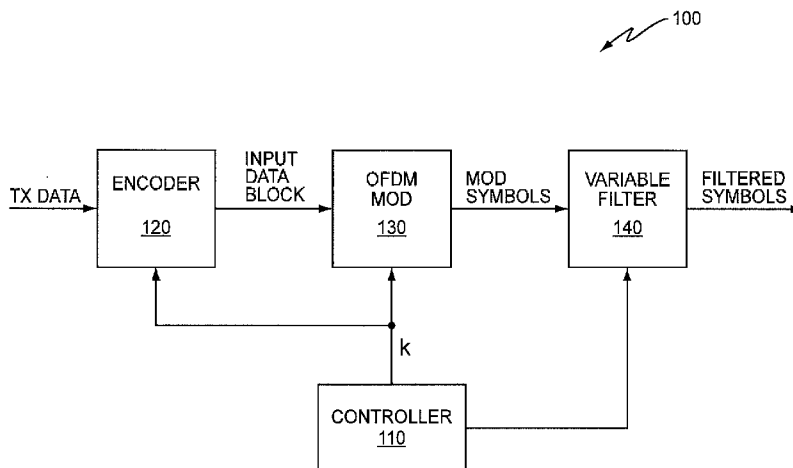 100
TX DATA
ENCODER
120
INPUT
DATA
BLOCK
OFDM
MOD
130
MOD
SYMBOLS
VARIABLE
FILTER
140
FILTERED
SYMBOLS
k
CONTROLLER
110